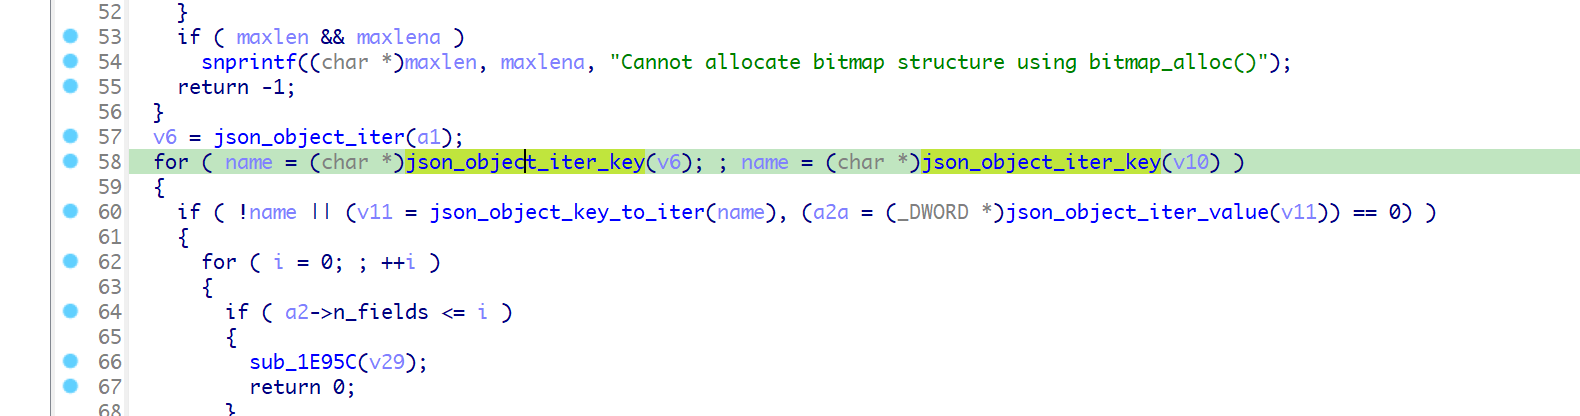 52 }
53 if ( maxlen && maxlena )
54 snprintf((char *)maxlen, maxlena, "Cannot allocate bitmap structure using bitmap_alloc()");
55 return -1;
56 }
57 v6 = json_object_iter(a1);
58 for ( name = (char *)json_object_iter_key(v6); ; name = (char *)json_object_iter_key(v10) )
59 {
60 if ( !name || (v11 = json_object_key_to_iter(name), (a2a = (_DWORD *)json_object_iter_value(v11)) == 0) )
61 {
62 for ( i = 0; ; ++i )
63 {
64 if ( a2->n_fields <= i )
65 {
66 sub_1E95C(v29);
67 return 0;
68 }